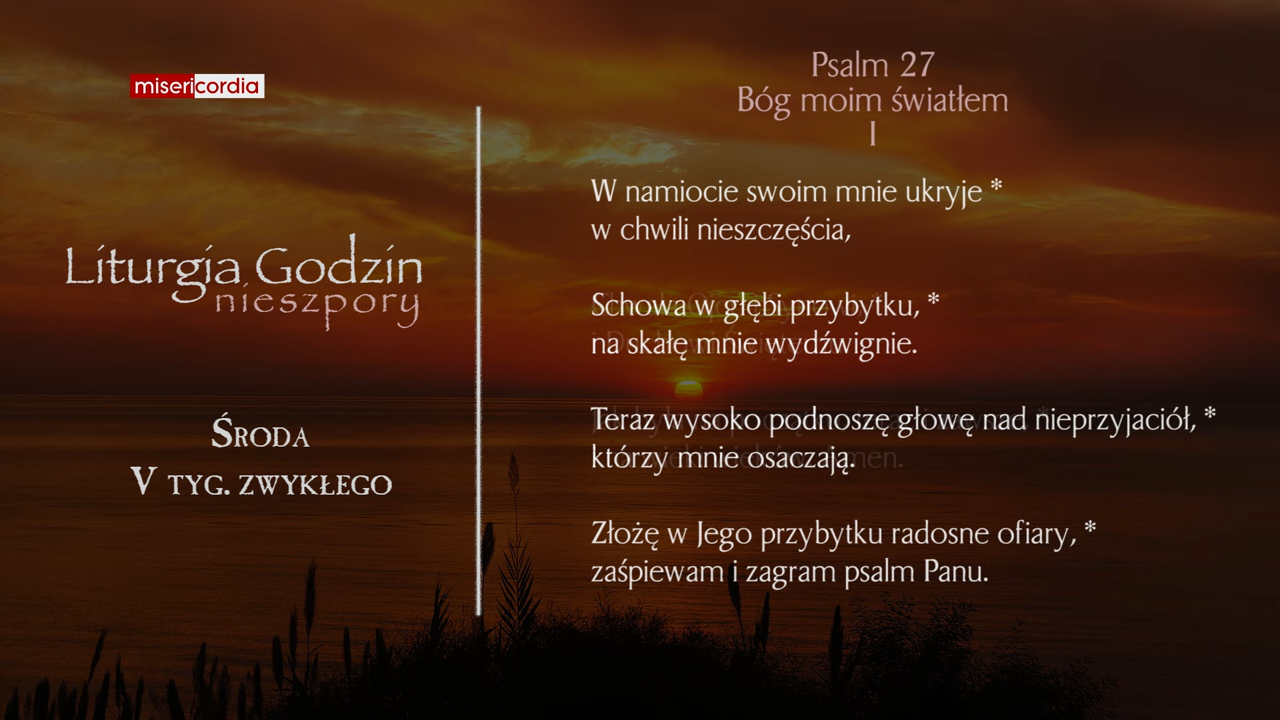 misericordia
Liturgia Godzin
nieszpory
Środa
V tyg. zwykłego
Psalm 27
Bóg moim światłem
I
W namiocie swoim mnie ukryje *
w chwili nieszczęścia,
Schowa w głębi przybytku, *
na skałę mnie wydźwignie.
Teraz wysoko podnoszę głowę nad nieprzyjaciół, *
którzy mnie osaczają.
Złożę w Jego przybytku radosne ofiary, *
zaśpiewam i zagram psalm Panu.